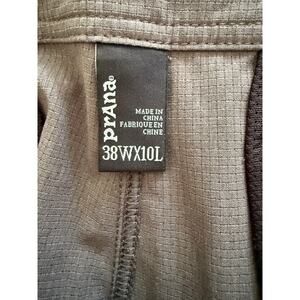 prAna®
MADE IN
CHINA
FABRIQUE EN
CHINE
38WX10L